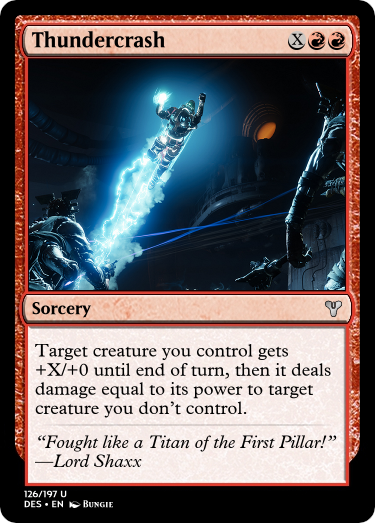 Thundercrash X
Sorcery
Target creature you control gets
+X/+0 until end of turn, then it deals
damage equal to its power to target
creature you don't control.
“Fought like a Titan of the First Pillar!”
—Lord Shaxx
126/197 U
DES • EN Bungie